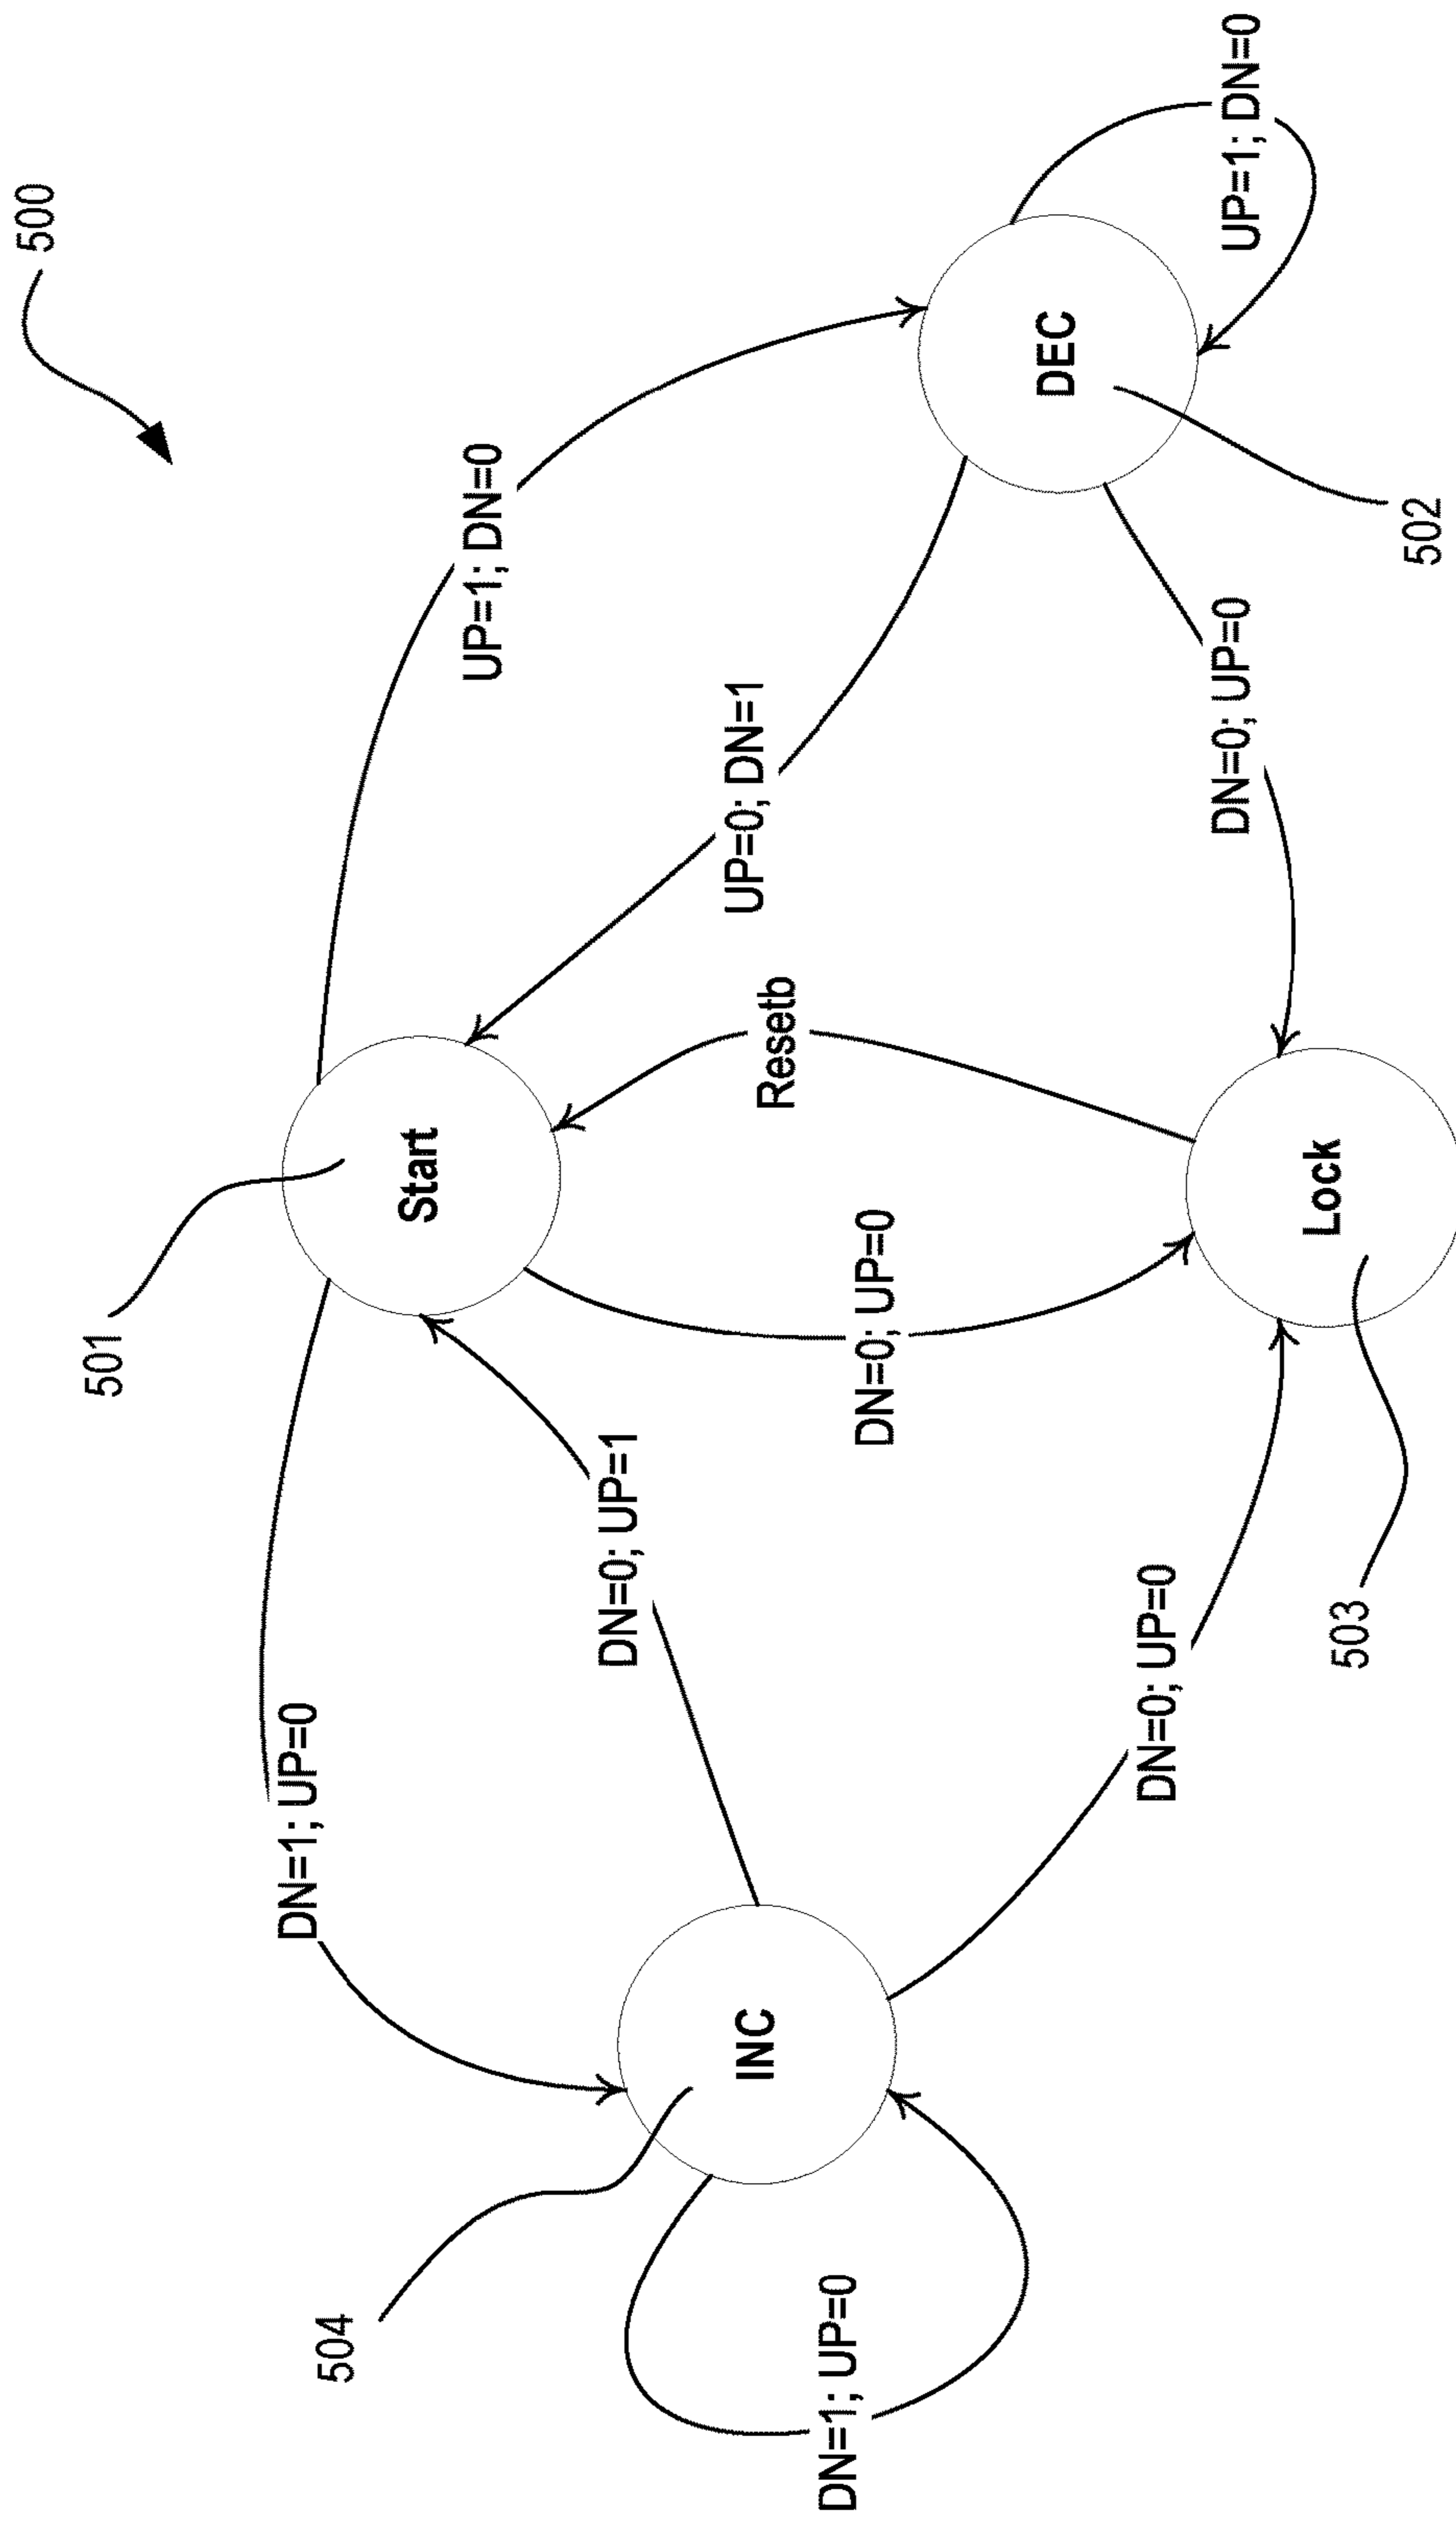 500
501
Start
UP=1; DN=0
DN=1; UP=0
504
INC
DN=1; UP=0
DN=0; UP=1
UP=0; DN=1
Resetb
DN=0; UP=0
DEC
UP=1; DN=0
502
DN=0; UP=0
DN=0; UP=0
Lock
503